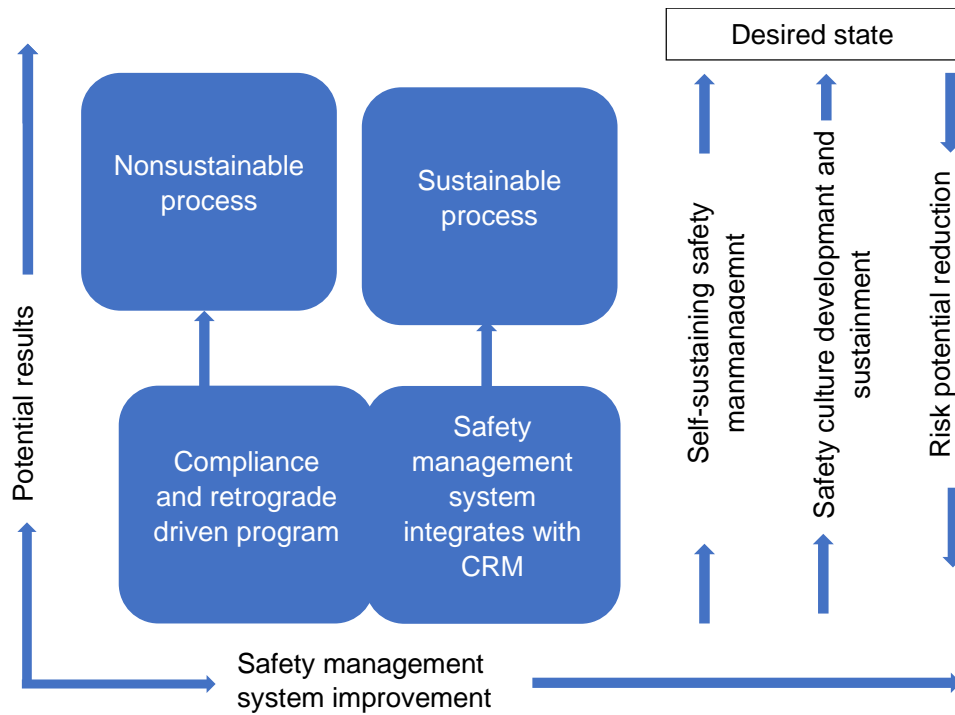 Desired state
Nonsustainable
process
Sustainable
process
Compliance
and retrograde
driven program
Safety
management
system
integrates with
CRM
Potential results
Self-sustaining safety
manmanagemnt
Safety culture developmant and
sustainment
Risk potential reduction
Safety management
system improvement